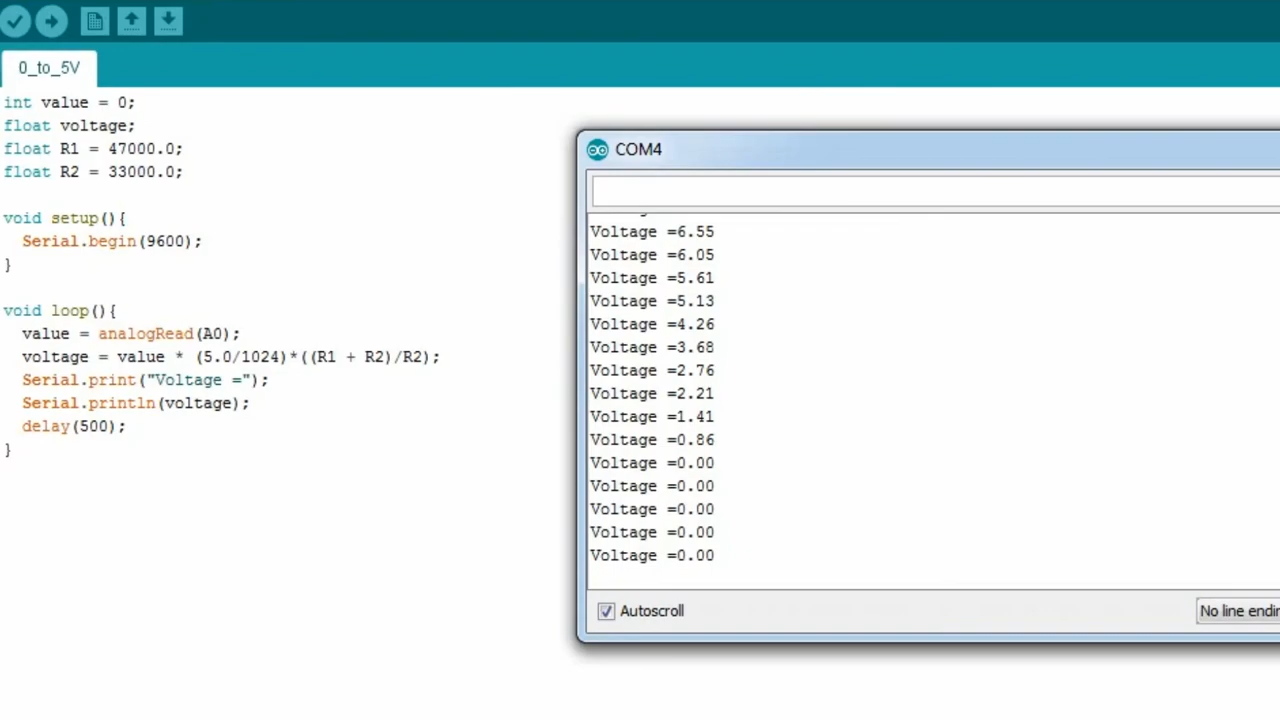 0_to_5V
int value = 0;
float voltage;
float R1 = 47000.0;
float R2 = 33000.0;
void setup(){
  Serial.begin(9600);
}
void loop(){
  value = analogRead(A0);
  voltage = value * (5.0/1024)*((R1 + R2)/R2);
  Serial.print("Voltage =");
  Serial.println(voltage);
  delay(500);
}
COM4
Voltage =6.55
Voltage =6.05
Voltage =5.61
Voltage =5.13
Voltage =4.26
Voltage =3.68
Voltage =2.76
Voltage =2.21
Voltage =1.41
Voltage =0.86
Voltage =0.00
Voltage =0.00
Voltage =0.00
Voltage =0.00
Voltage =0.00
Autoscroll
No line